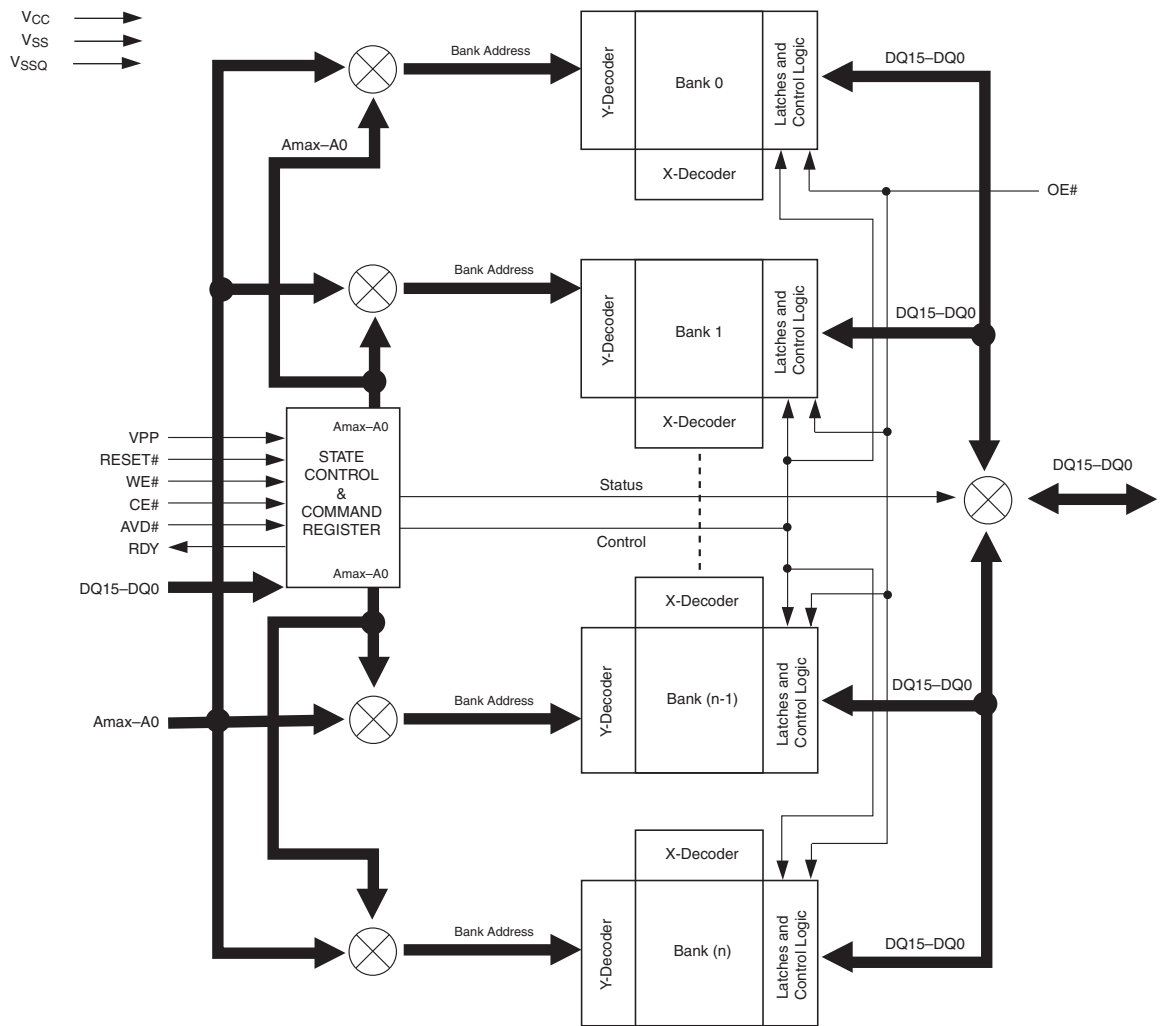 VCC
VSS
VSSQ
Bank Address
Y-Decoder
Bank 0
Latches and
Control Logic
DQ15–DQ0
X-Decoder
Amax–A0
OE#
Bank Address
Y-Decoder
Bank 1
Latches and
Control Logic
DQ15–DQ0
X-Decoder
Amax–A0
STATE
CONTROL
&
COMMAND
REGISTER
Amax–A0
VPP
RESET#
WE#
CE#
AVD#
RDY
DQ15–DQ0
Status
Control
DQ15–DQ0
X-Decoder
Amax–A0
Bank Address
Y-Decoder
Bank (n-1)
Latches and
Control Logic
DQ15–DQ0
X-Decoder
Bank Address
Y-Decoder
Bank (n)
Latches and
Control Logic
DQ15–DQ0